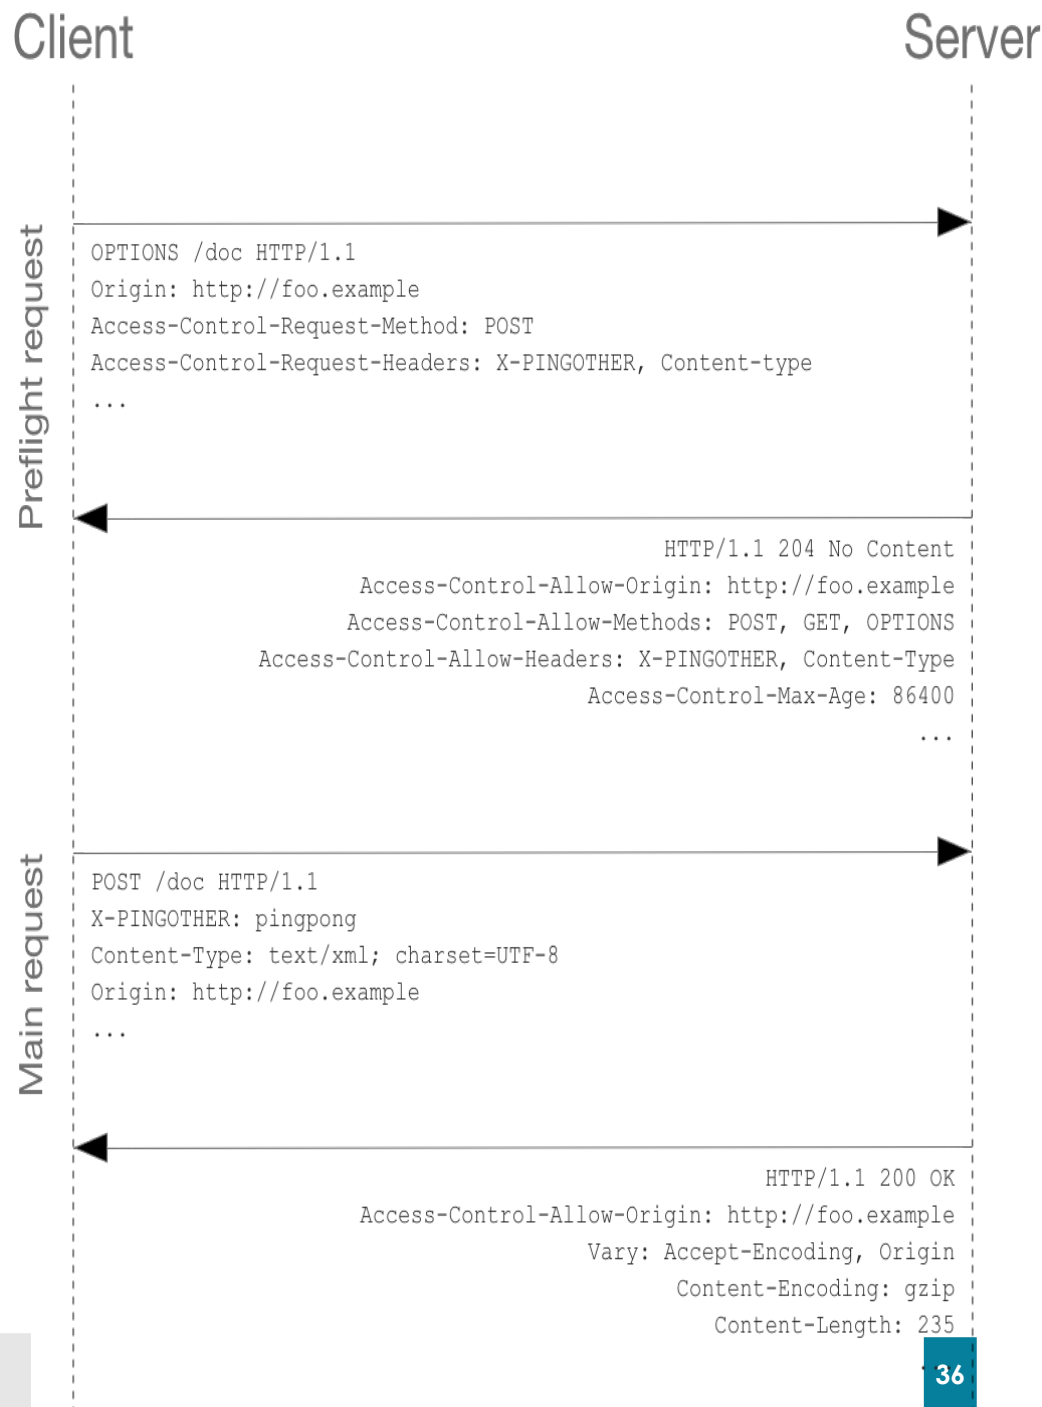 Client
Server
Preflight request
OPTIONS /doc HTTP/1.1
Origin: http://foo.example
Access-Control-Request-Method: POST
Access-Control-Request-Headers: X-PINGOTHER, Content-type
...
HTTP/1.1 204 No Content
Access-Control-Allow-Origin: http://foo.example
Access-Control-Allow-Methods: POST, GET, OPTIONS
Access-Control-Allow-Headers: X-PINGOTHER, Content-Type
Access-Control-Max-Age: 86400
...
Main request
POST /doc HTTP/1.1
X-PINGOTHER: pingpong
Content-Type: text/xml; charset=UTF-8
Origin: http://foo.example
...
HTTP/1.1 200 OK
Access-Control-Allow-Origin: http://foo.example
Vary: Accept-Encoding, Origin
Content-Encoding: gzip
Content-Length: 235
...
36